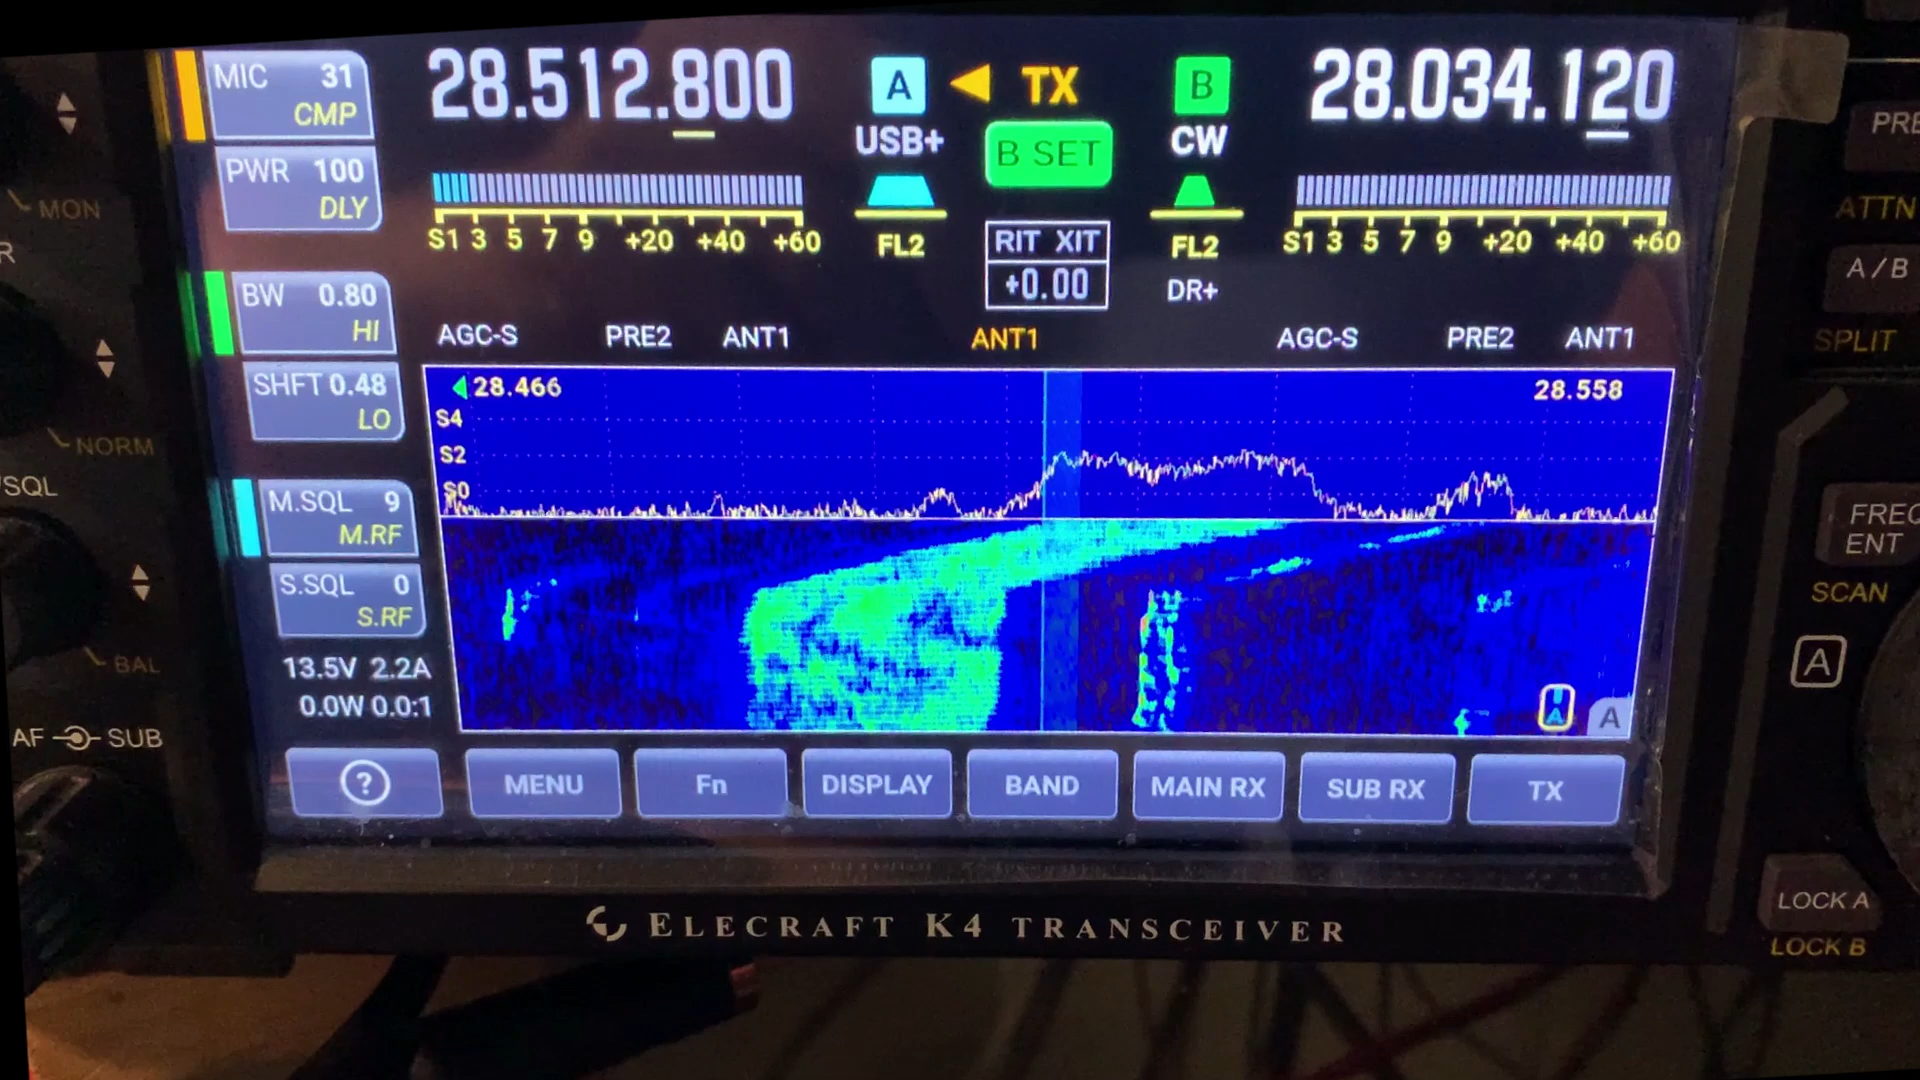 MIC 31
CMP
PWR 100
DLY
BW 0.80
HI
SHFT 0.48
LO
M.SQL 9
M.RF
S.SQL 0
S.RF
13.5V 2.2A
0.0W 0.0:1
28.512.800
A
TX
B
28.034.120
USB+
B SET
CW
S1 3 5 7 9 +20 +40 +60
FL2
RIT XIT
+0.00
FL2
DR+
S1 3 5 7 9 +20 +40 +60
AGC-S PRE2 ANT1
ANT1
AGC-S PRE2 ANT1
28.466
28.558
S4
S2
S0
A
A
?
MENU
Fn
DISPLAY
BAND
MAIN RX
SUB RX
TX
ELECRAFT K4 TRANSCEIVER
MON
NORM
BAL
AF SUB
ATTN
A/B
SPLIT
ENT
SCAN
A
LOCK A
LOCK B